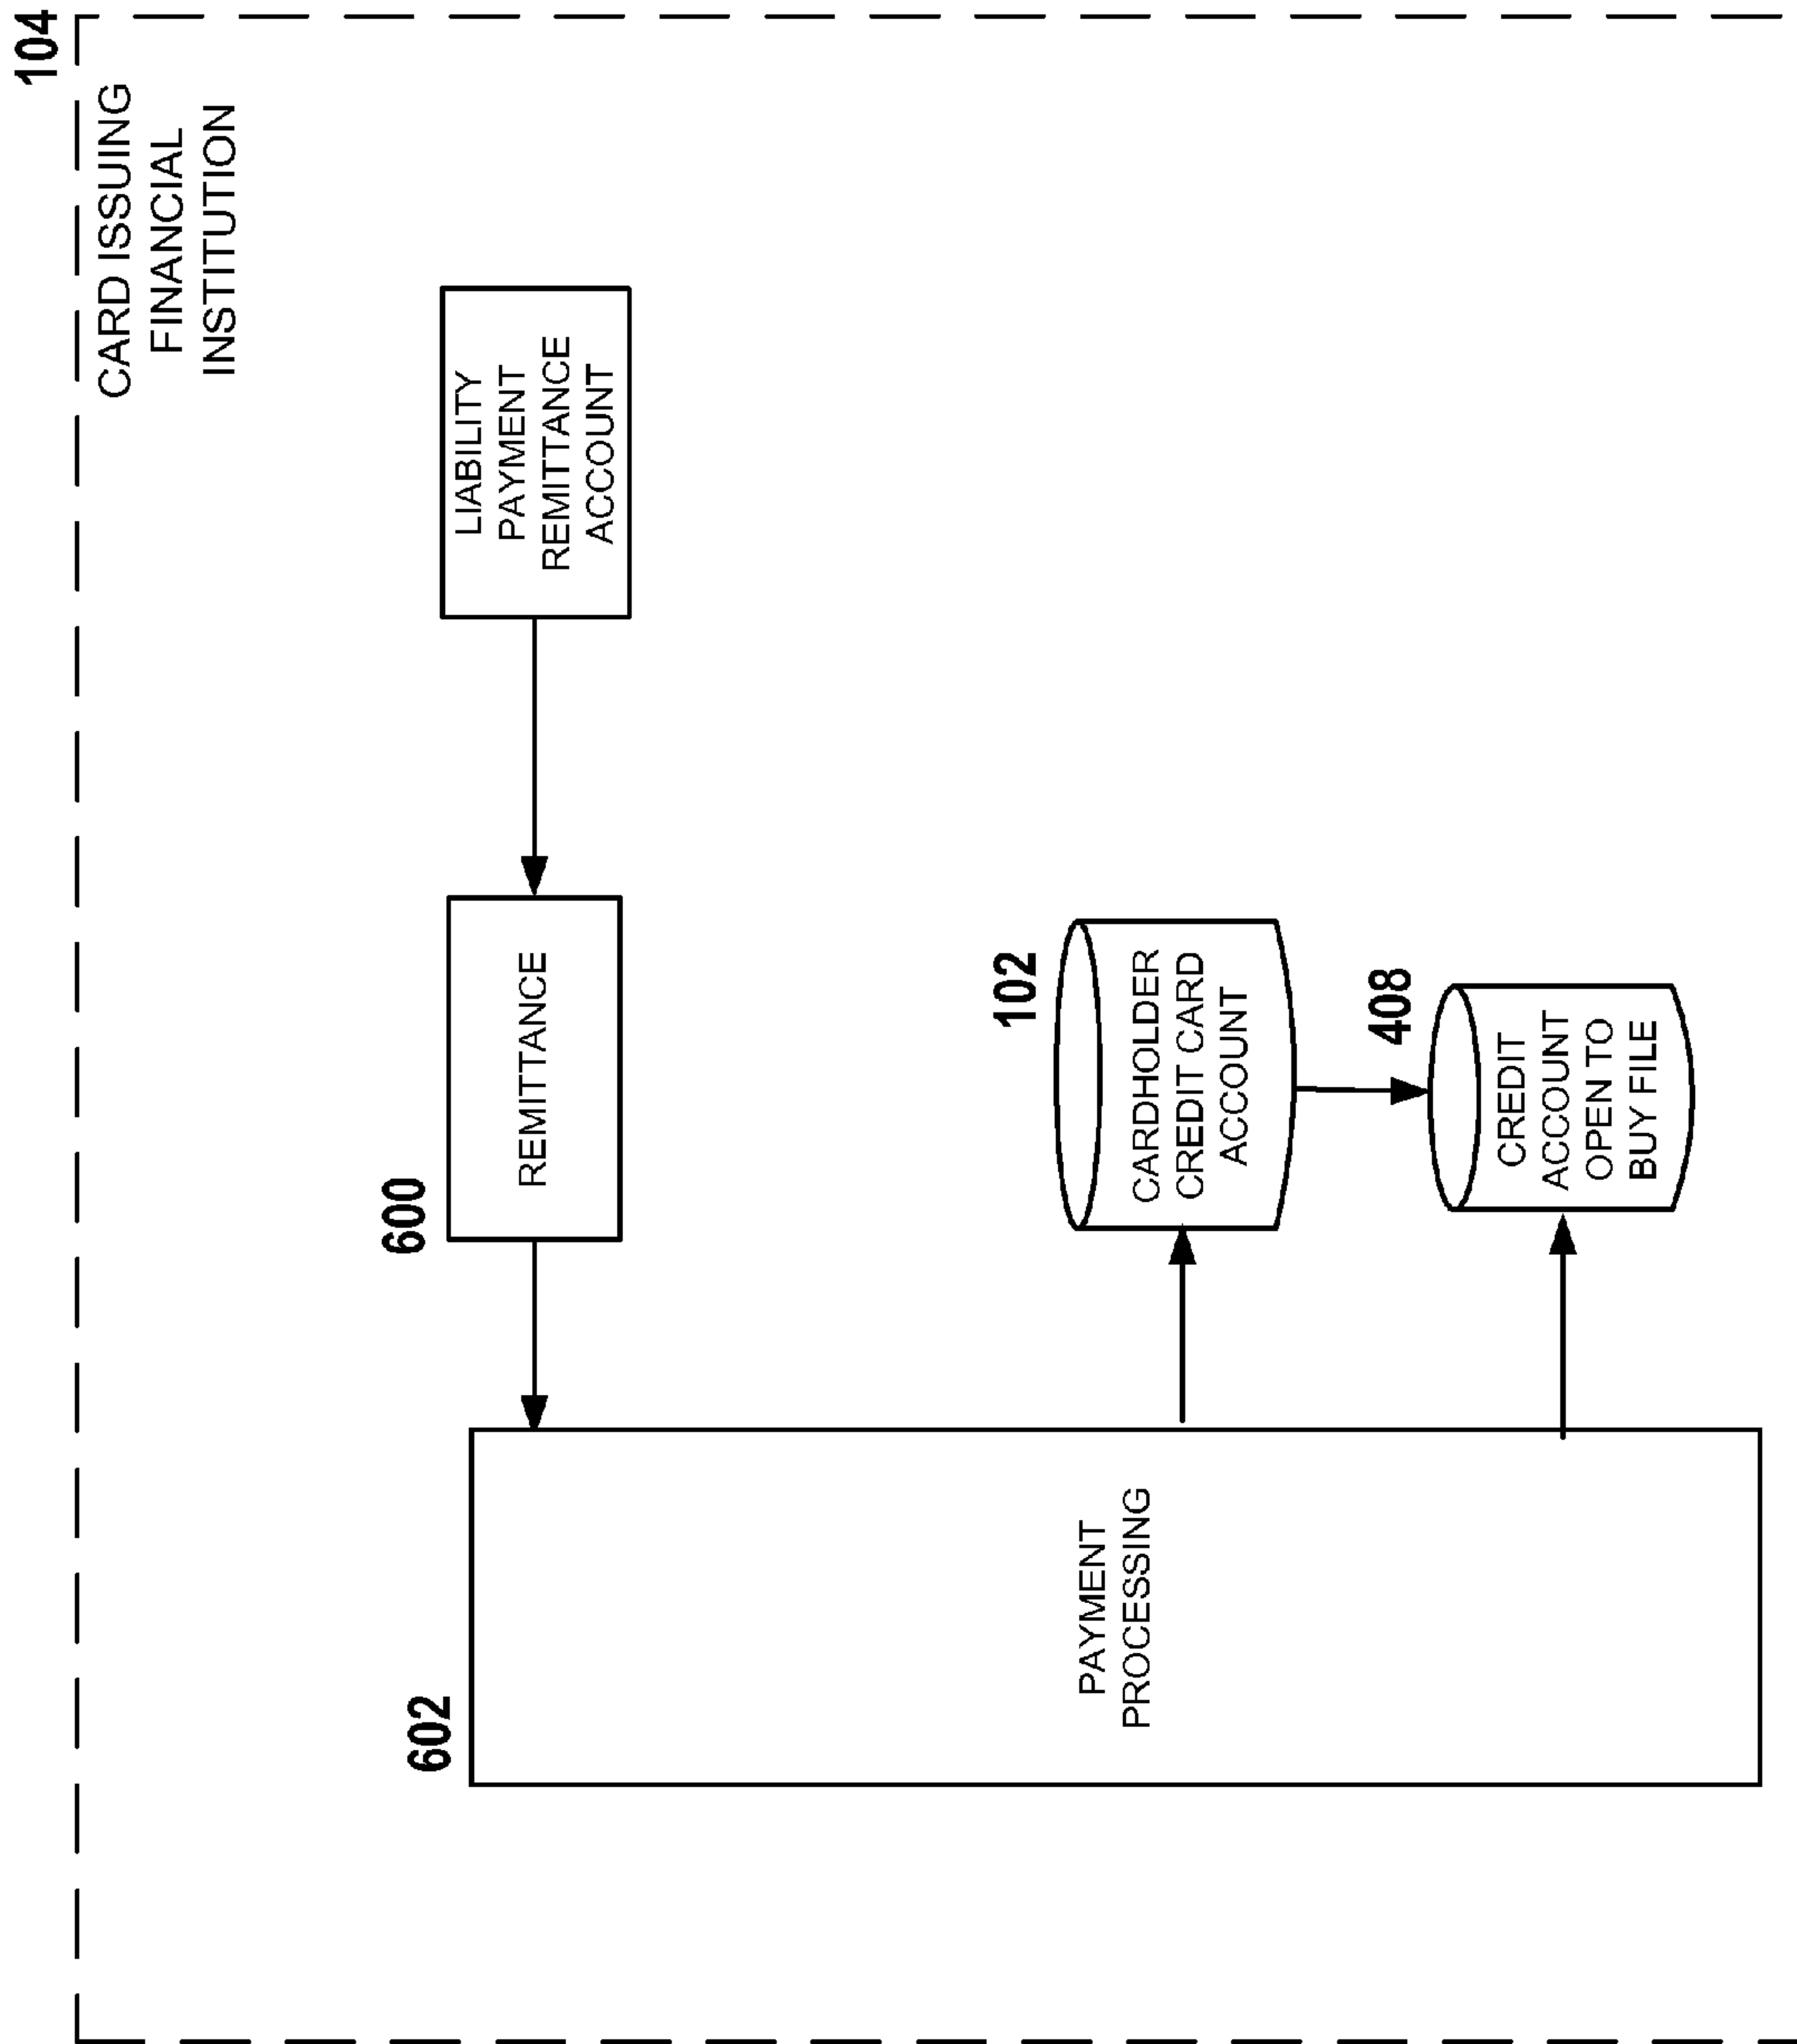 104
CARD ISSUING
FINANCIAL
INSTITUTION
602
PAYMENT
PROCESSING
600
REMITTANCE
LIABILITY
PAYMENT
REMITTANCE
ACCOUNT
102
CARDHOLDER
CREDIT CARD
ACCOUNT
408
CREDIT
ACCOUNT
OPEN TO
BUY FILE